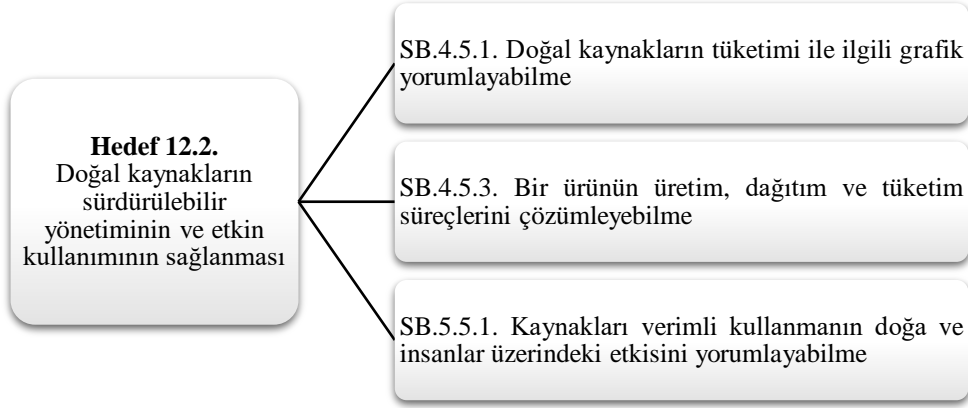 Hedef 12.2.
Doğal kaynakların
sürdürülebilir
yönetiminin ve etkin
kullanımının sağlanması
SB.4.5.1. Doğal kaynakların tüketimi ile ilgili grafik
yorumlayabilme
SB.4.5.3. Bir ürünün üretim, dağıtım ve tüketim
süreçlerini çözümleyebilme
SB.5.5.1. Kaynakları verimli kullanmanın doğa ve
insanlar üzerindeki etkisini yorumlayabilme